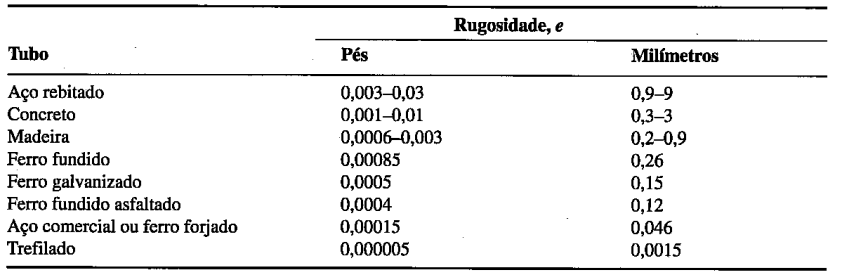 Rugosidade, e
Tubo Pés Milímetros
Aço rebitado 0,003–0,03 0,9–9
Concreto 0,001–0,01 0,3–3
Madeira 0,0006–0,003 0,2–0,9
Ferro fundido 0,00085 0,26
Ferro galvanizado 0,0005 0,15
Ferro fundido asfaltado 0,0004 0,12
Aço comercial ou ferro forjado 0,00015 0,046
Trefilado 0,000005 0,0015